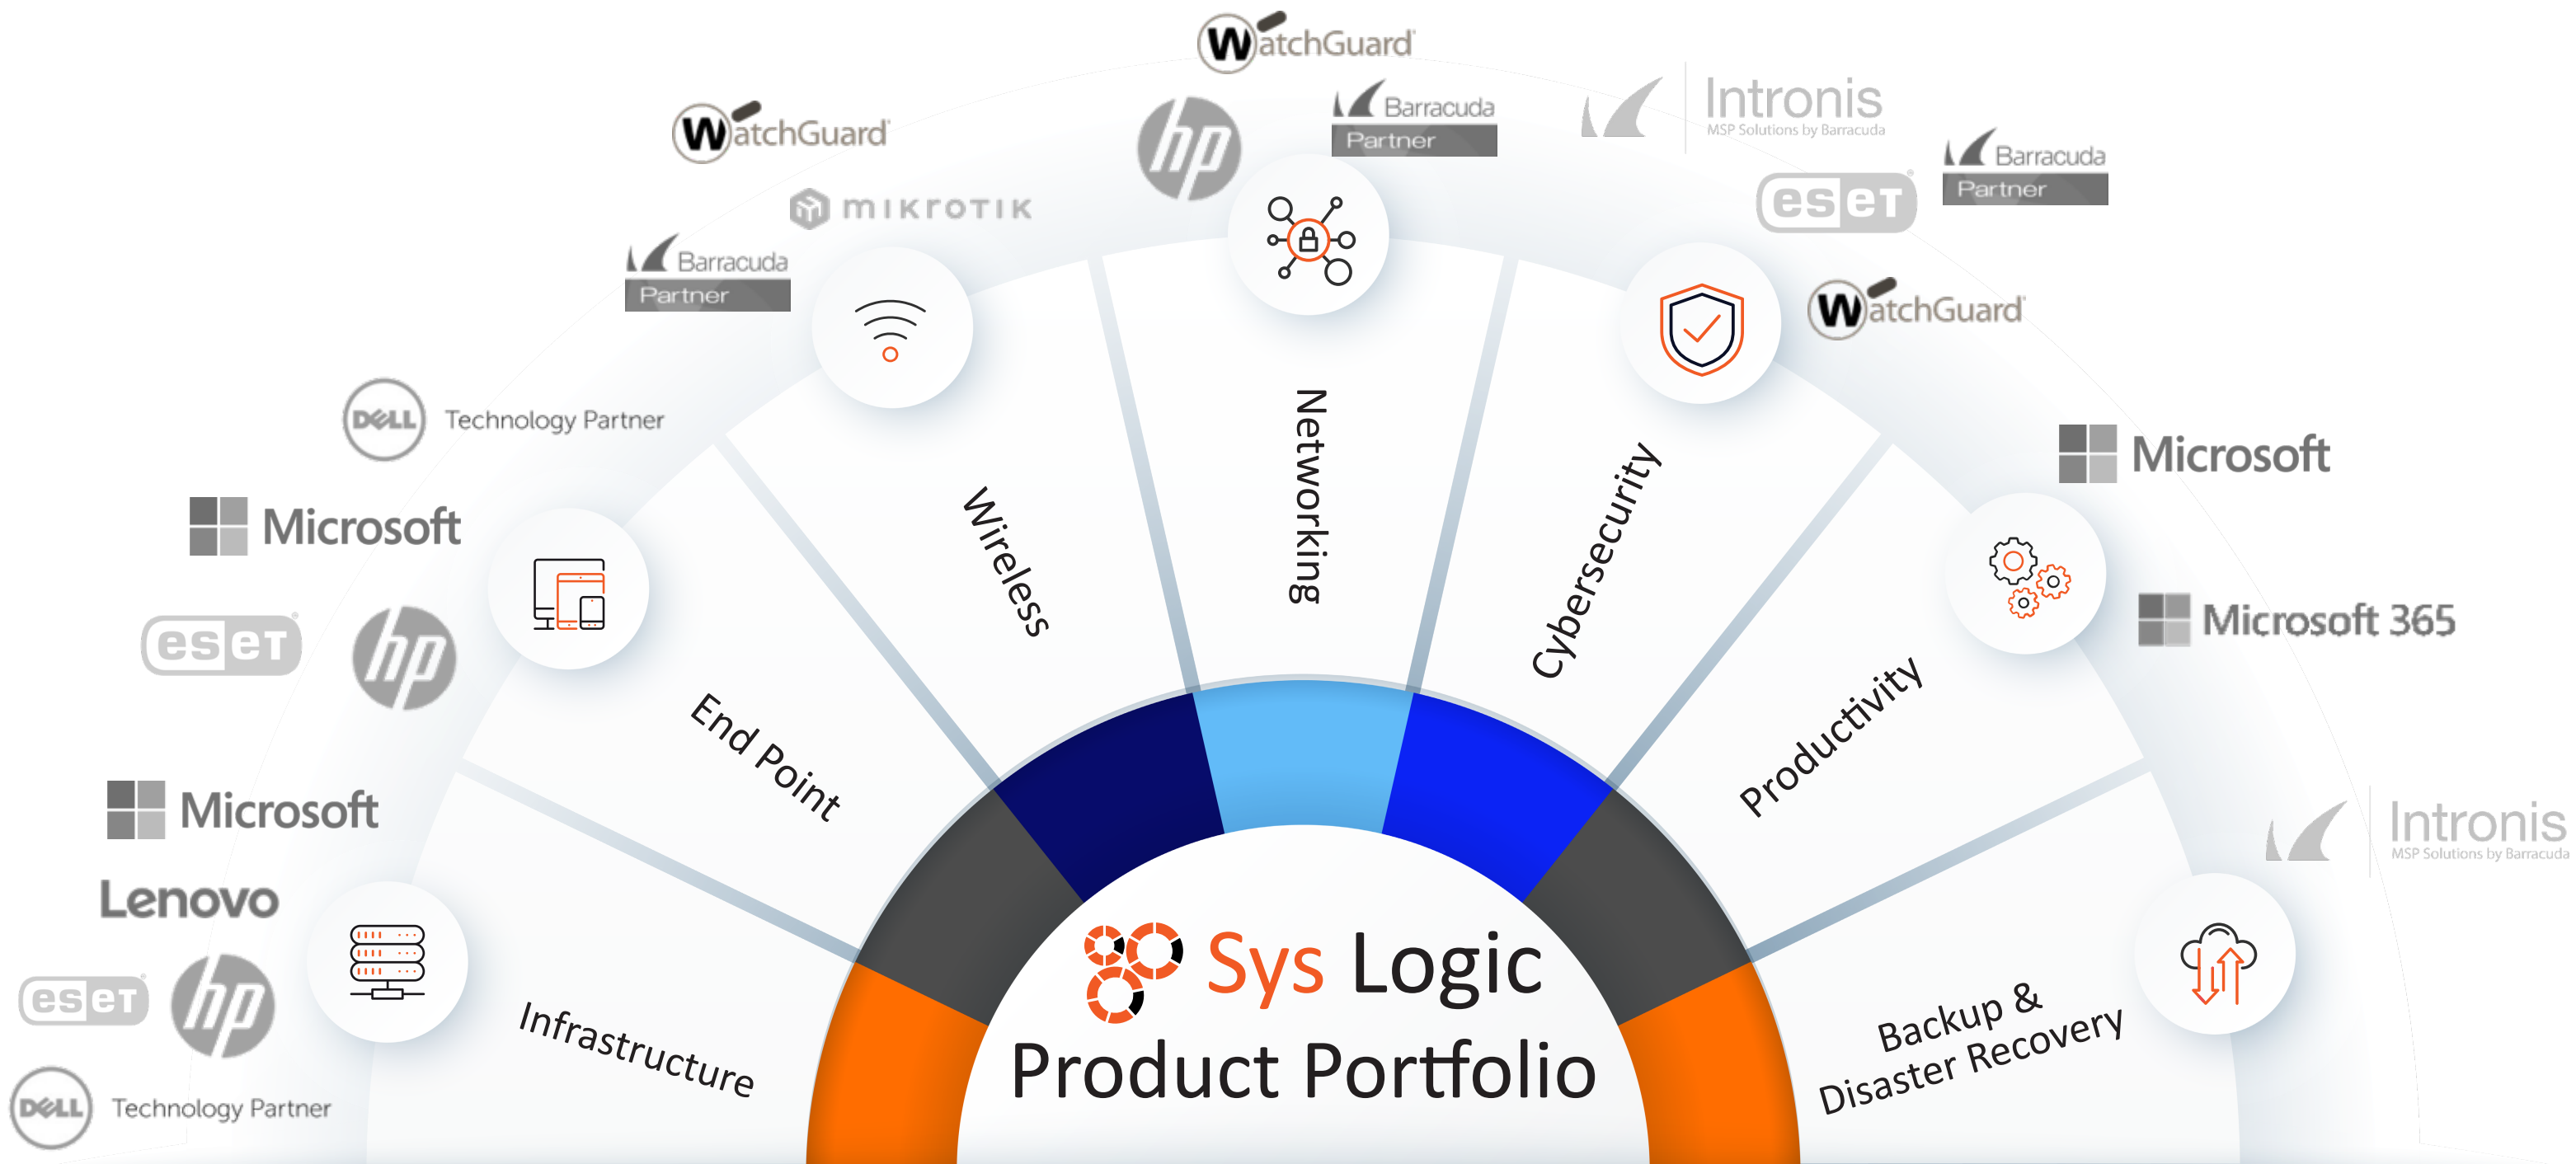 WatchGuard
hp
Barracuda
Partner
Intronis
MSP Solutions by Barracuda
eseT®
Barracuda
Partner
WatchGuard
WatchGuard
MIKROTIK
Barracuda
Partner
DELL Technology Partner
Microsoft
eseT®
hp
Microsoft
Lenovo
eseT®
hp
DELL Technology Partner
Microsoft
Microsoft 365
Intronis
MSP Solutions by Barracuda
Infrastructure
End Point
Wireless
Networking
Cybersecurity
Productivity
Backup &
Disaster Recovery
Sys Logic
Product Portfolio